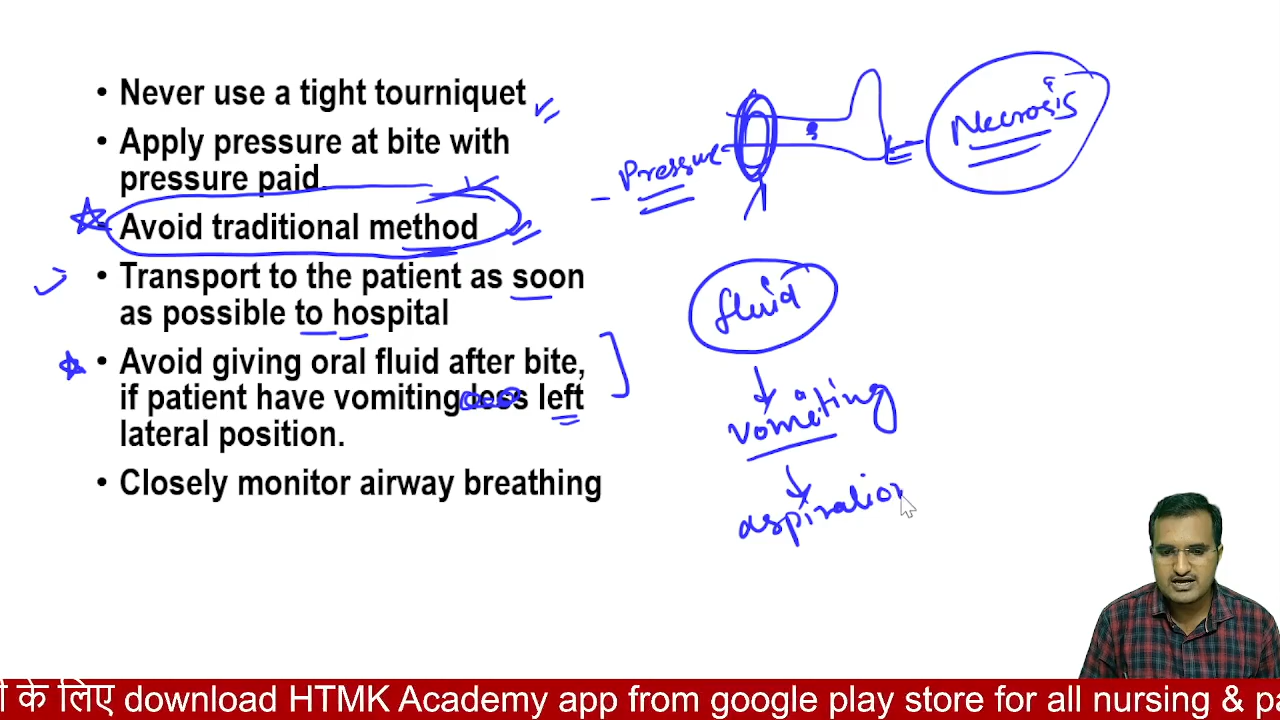 • Never use a tight tourniquet
• Apply pressure at bite with
pressure paid.
• Avoid traditional method
• Transport to the patient as soon
as possible to hospital
• Avoid giving oral fluid after bite,
if patient have vomiting left
lateral position.
• Closely monitor airway breathing
Pressure
Necrosis
fluid
vomiting
aspiration
ी के लिए download HTMK Academy app from google play store for all nursing & pa